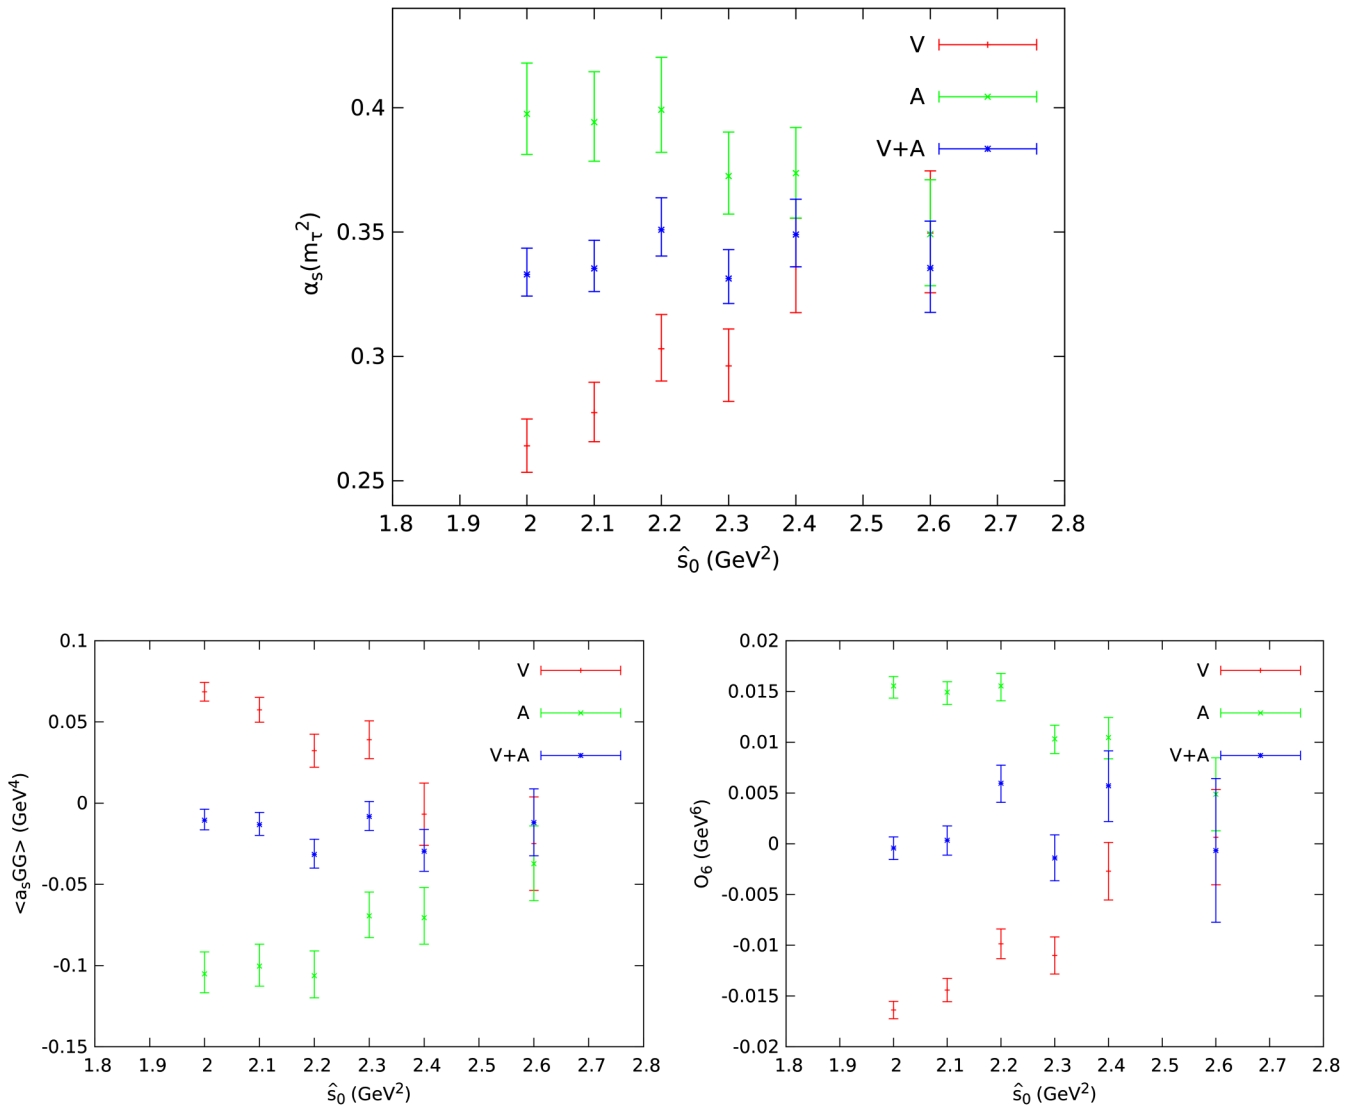 V
A
V+A
0.4
0.35
0.3
0.25
α_s(m_τ^2)
1.8 1.9 2 2.1 2.2 2.3 2.4 2.5 2.6 2.7 2.8
ŝ_0 (GeV^2)
0.1
0.05
0
-0.05
-0.1
-0.15
<a_sGG> (GeV^4)
V
A
V+A
1.8 1.9 2 2.1 2.2 2.3 2.4 2.5 2.6 2.7 2.8
ŝ_0 (GeV^2)
0.02
0.015
0.01
0.005
0
-0.005
-0.01
-0.015
-0.02
O_6 (GeV^6)
V
A
V+A
1.8 1.9 2 2.1 2.2 2.3 2.4 2.5 2.6 2.7 2.8
ŝ_0 (GeV^2)